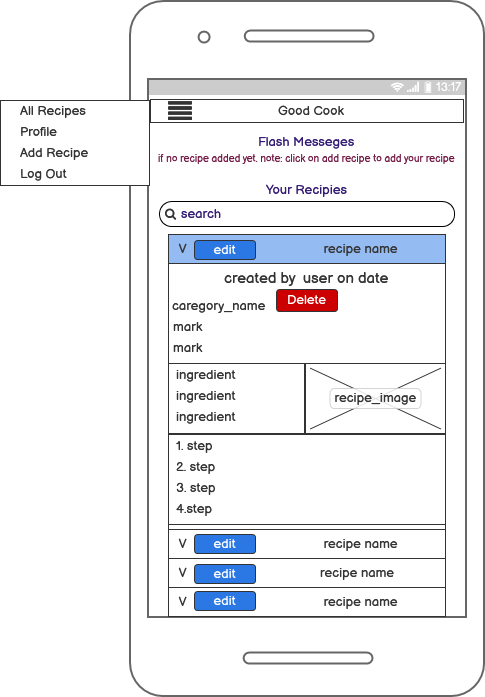 13:17
All Recipes
Profile
Add Recipe
Log Out
Good Cook
Flash Messeges
if no recipe added yet. note: click on add recipe to add your recipe
Your Recipies
search
V edit recipe name
created by user on date
caregory_name Delete
mark
mark
ingredient
ingredient
ingredient
recipe_image
1. step
2. step
3. step
4.step
V edit recipe name
V edit recipe name
V edit recipe name